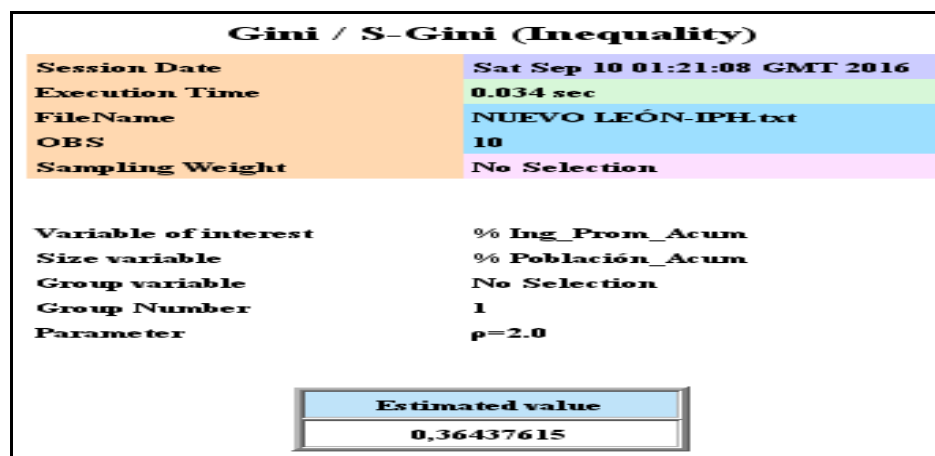 Gini / S-Gini (Inequality)
Session Date Sat Sep 10 01:21:08 GMT 2016
Execution Time 0.034 sec
FileName NUEVO LEÓN-IPH.txt
OBS 10
Sampling Weight No Selection
Variable of interest % Ing_Prom_Acum
Size variable % Población_Acum
Group variable No Selection
Group Number 1
Parameter ρ=2.0
Estimated value
0,36437615